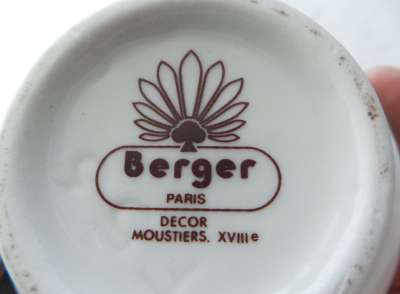 Berger
PARIS
DECOR
MOUSTIERS. XVIIIe